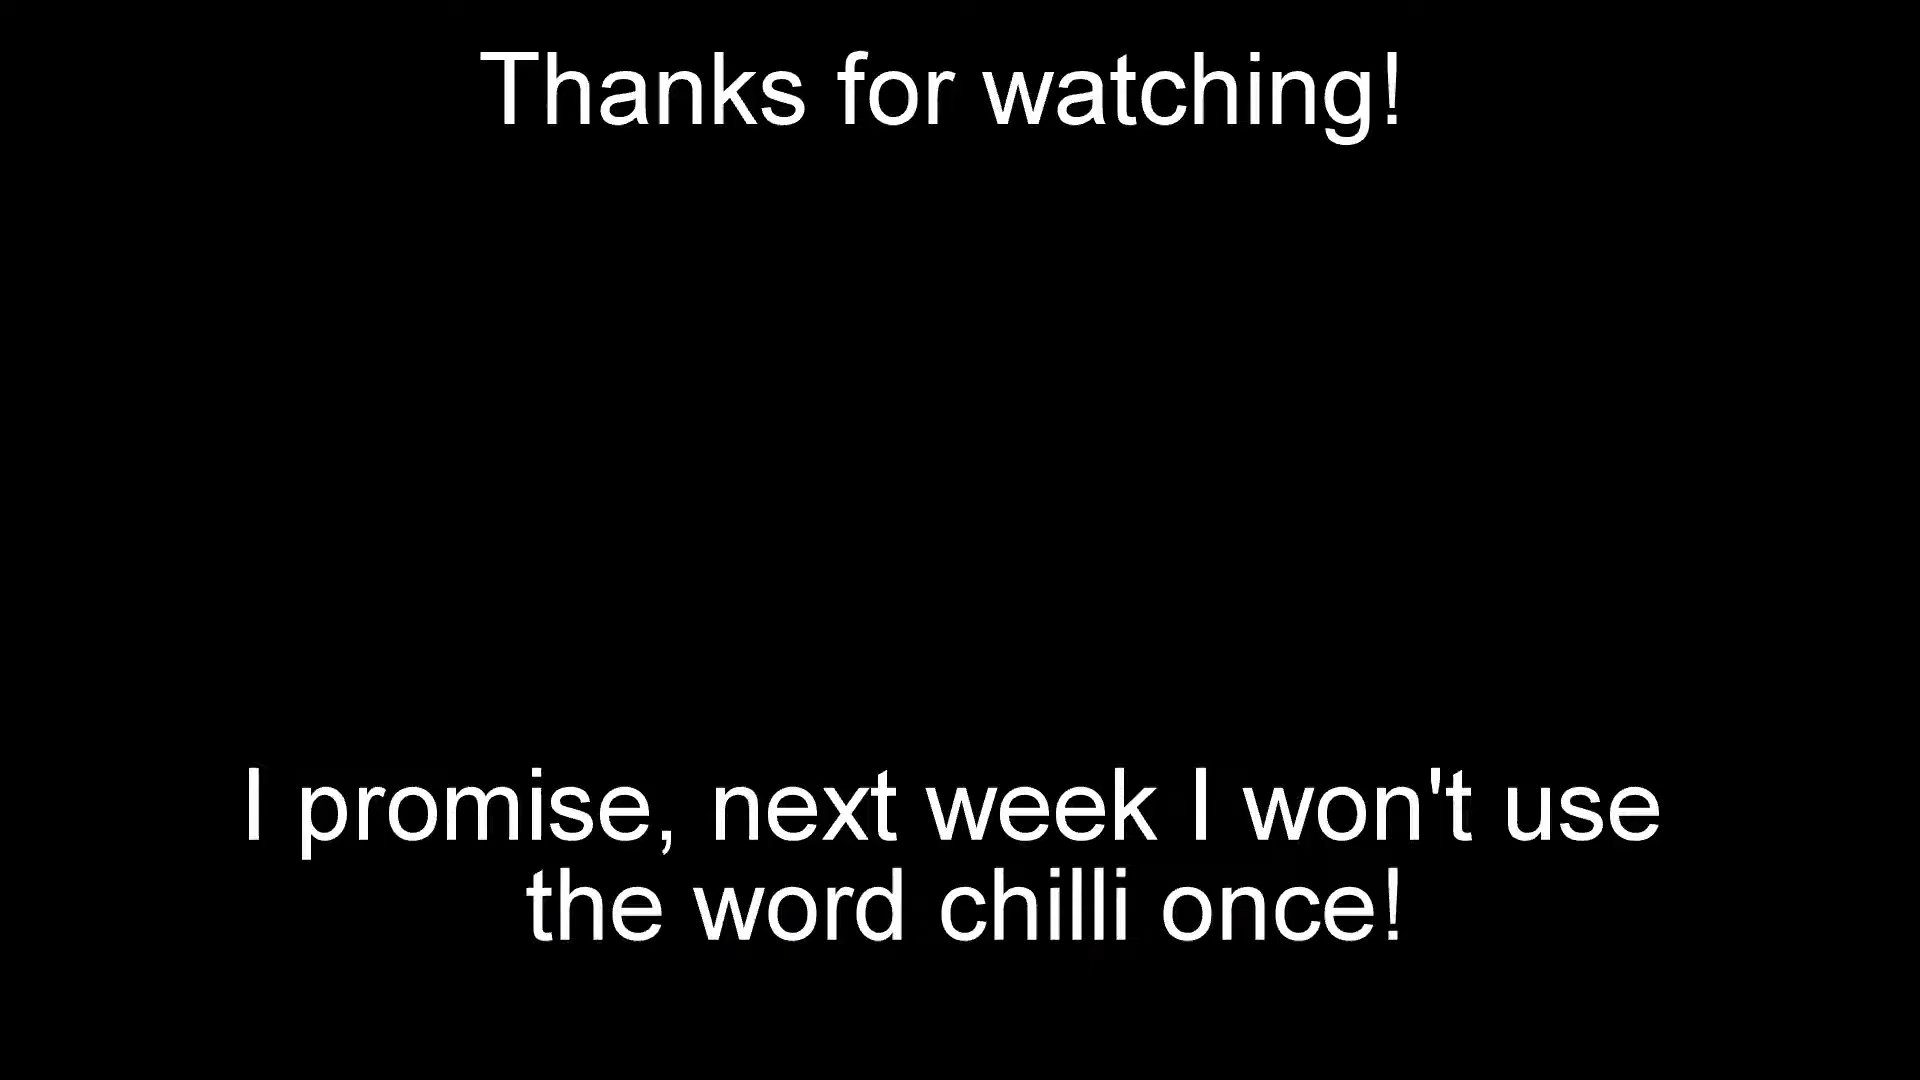 Thanks for watching!
I promise, next week I won't use
the word chilli once!